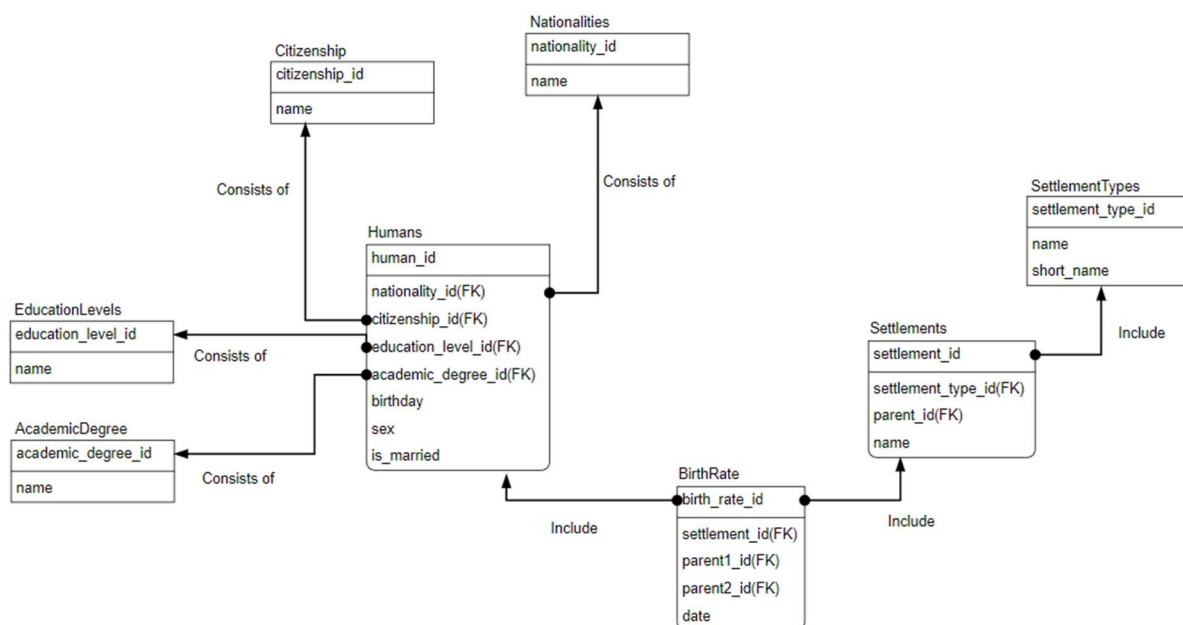 Nationalities
nationality_id
name
Citizenship
citizenship_id
name
Consists of
Consists of
SettlementTypes
settlement_type_id
name
short_name
Include
Humans
human_id
nationality_id(FK)
citizenship_id(FK)
education_level_id(FK)
academic_degree_id(FK)
birthday
sex
is_married
EducationLevels
education_level_id
name
Consists of
AcademicDegree
academic_degree_id
name
Consists of
Settlements
settlement_id
settlement_type_id(FK)
parent_id(FK)
name
BirthRate
birth_rate_id
settlement_id(FK)
parent1_id(FK)
parent2_id(FK)
date
Include
Include